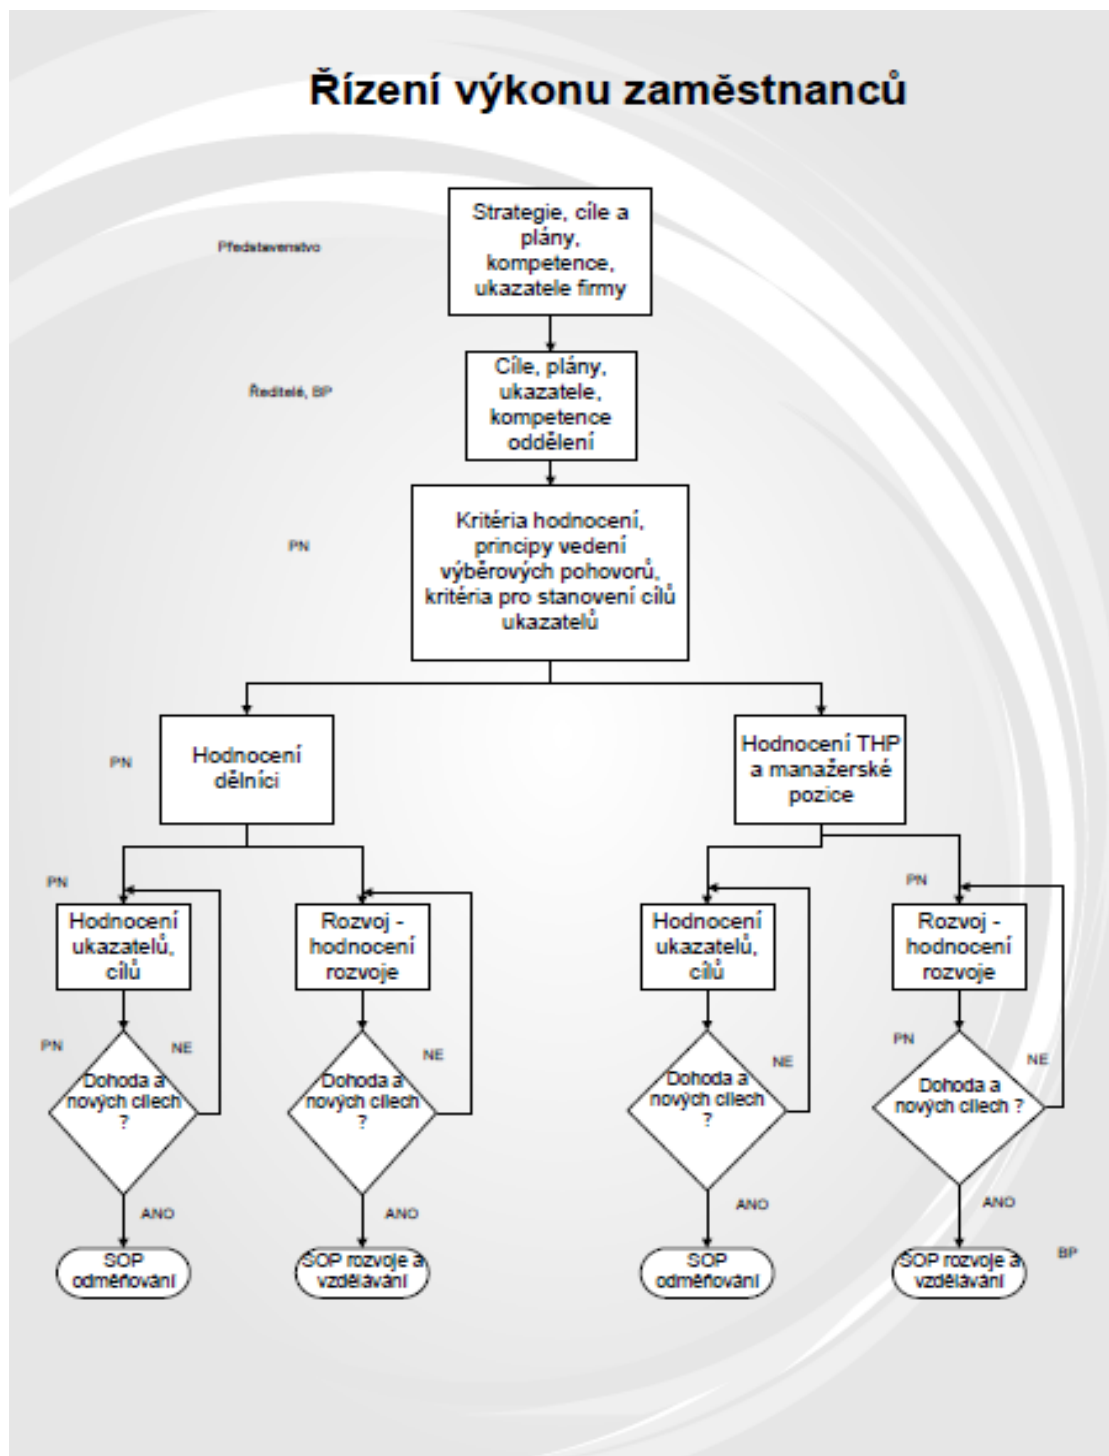 Řízení výkonu zaměstnanců
Strategie, cíle a
plány,
kompetence,
ukazatele firmy
Představenstvo
Cíle, plány,
ukazatele,
kompetence
oddělení
Ředitelé, BP
Kritéria hodnocení,
principy vedení
výběrových pohovorů,
kritéria pro stanovení cílů
ukazatelů
PN
Hodnocení
dělníci
PN
Hodnocení THP
a manažerské
pozice
PN
Hodnocení
ukazatelů,
cílů
Rozvoj -
hodnocení
rozvoje
Hodnocení
ukazatelů,
cílů
PN
Rozvoj -
hodnocení
rozvoje
PN
NE
Dohoda a
nových cílech
?
NE
Dohoda a
nových cílech
?
NE
Dohoda a
nových cílech
?
PN
NE
Dohoda a
nových cílech ?
ANO
ANO
ANO
ANO
SOP
odměňování
SOP rozvoje a
vzdělávání
SOP
odměňování
SOP rozvoje a
vzdělávání
BP